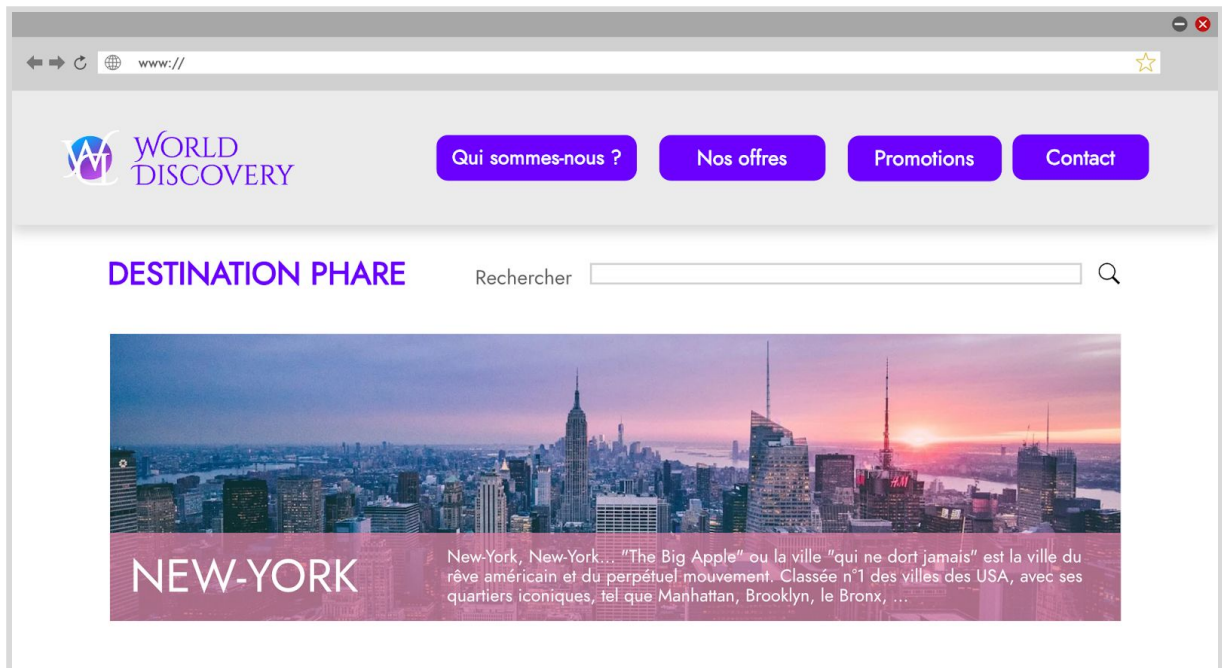 www://
WORLD
DISCOVERY
Qui sommes-nous ?
Nos offres
Promotions
Contact
DESTINATION PHARE
Rechercher
H&M
NEW-YORK
New-York, New-York... "The Big Apple" ou la ville "qui ne dort jamais" est la ville du
rêve américain et du perpétuel mouvement. Classée n°1 des villes des USA, avec ses
quartiers iconiques, tel que Manhattan, Brooklyn, le Bronx, ...